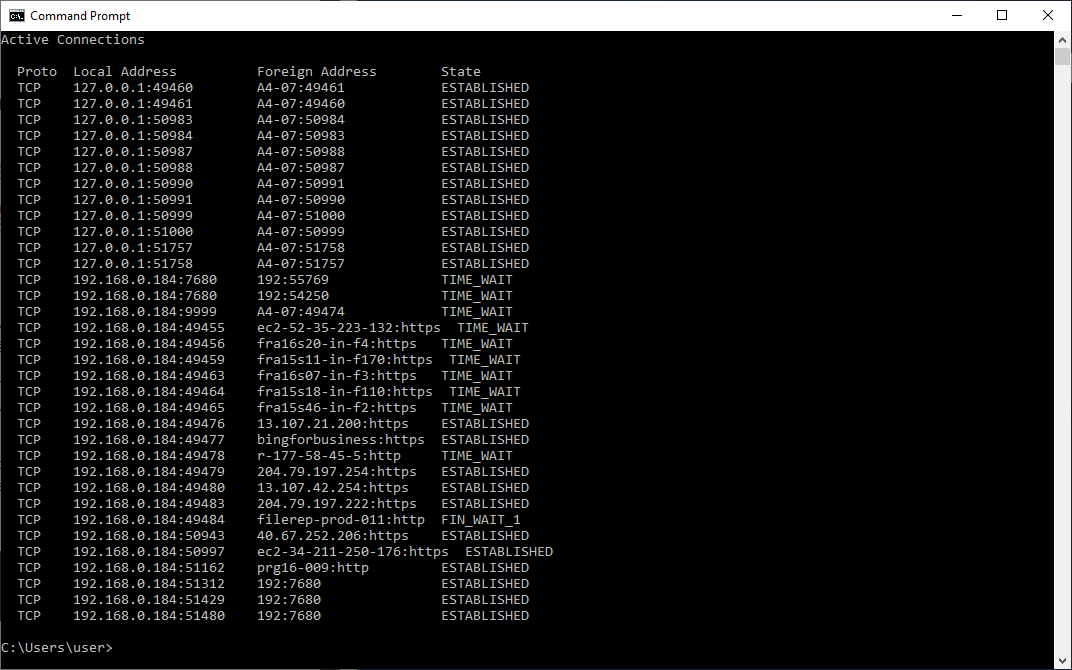 Command Prompt
Active Connections
Proto  Local Address          Foreign Address        State
TCP    127.0.0.1:49460        A4-07:49461            ESTABLISHED
TCP    127.0.0.1:49461        A4-07:49460            ESTABLISHED
TCP    127.0.0.1:50983        A4-07:50984            ESTABLISHED
TCP    127.0.0.1:50984        A4-07:50983            ESTABLISHED
TCP    127.0.0.1:50987        A4-07:50988            ESTABLISHED
TCP    127.0.0.1:50988        A4-07:50987            ESTABLISHED
TCP    127.0.0.1:50990        A4-07:50991            ESTABLISHED
TCP    127.0.0.1:50991        A4-07:50990            ESTABLISHED
TCP    127.0.0.1:50999        A4-07:51000            ESTABLISHED
TCP    127.0.0.1:51000        A4-07:50999            ESTABLISHED
TCP    127.0.0.1:51757        A4-07:51758            ESTABLISHED
TCP    127.0.0.1:51758        A4-07:51757            ESTABLISHED
TCP    192.168.0.184:7680     192:55769              TIME_WAIT
TCP    192.168.0.184:7680     192:54250              TIME_WAIT
TCP    192.168.0.184:9999     A4-07:49474            TIME_WAIT
TCP    192.168.0.184:49455    ec2-52-35-223-132:https  TIME_WAIT
TCP    192.168.0.184:49456    fra16s20-in-f4:https   TIME_WAIT
TCP    192.168.0.184:49459    fra15s11-in-f170:https  TIME_WAIT
TCP    192.168.0.184:49463    fra16s07-in-f3:https   TIME_WAIT
TCP    192.168.0.184:49464    fra15s18-in-f110:https  TIME_WAIT
TCP    192.168.0.184:49465    fra15s46-in-f2:https   TIME_WAIT
TCP    192.168.0.184:49476    13.107.21.200:https    ESTABLISHED
TCP    192.168.0.184:49477    bingforbusiness:https  ESTABLISHED
TCP    192.168.0.184:49478    r-177-58-45-5:http     TIME_WAIT
TCP    192.168.0.184:49479    204.79.197.254:https   ESTABLISHED
TCP    192.168.0.184:49480    13.107.42.254:https    ESTABLISHED
TCP    192.168.0.184:49483    204.79.197.222:https   ESTABLISHED
TCP    192.168.0.184:49484    filerep-prod-011:http  FIN_WAIT_1
TCP    192.168.0.184:50943    40.67.252.206:https    ESTABLISHED
TCP    192.168.0.184:50997    ec2-34-211-250-176:https  ESTABLISHED
TCP    192.168.0.184:51162    prg16-009:http         ESTABLISHED
TCP    192.168.0.184:51312    192:7680               ESTABLISHED
TCP    192.168.0.184:51429    192:7680               ESTABLISHED
TCP    192.168.0.184:51480    192:7680               ESTABLISHED
C:\Users\user>